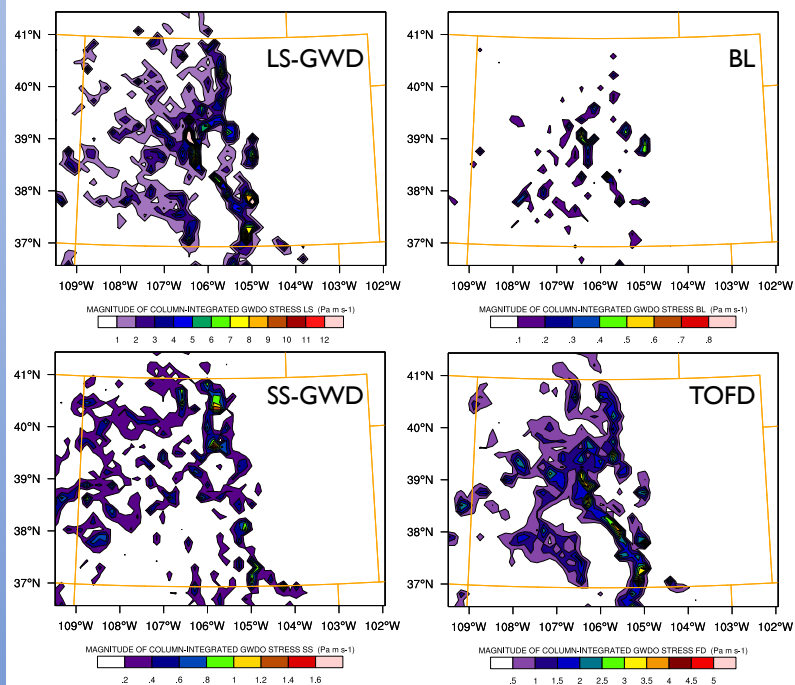 LS-GWD
41°N
40°N
39°N
38°N
37°N
109°W 108°W 107°W 106°W 105°W 104°W 103°W 102°W
MAGNITUDE OF COLUMN-INTEGRATED GWDO STRESS LS (Pa m s-1)
1 2 3 4 5 6 7 8 9 10 11 12
BL
41°N
40°N
39°N
38°N
37°N
109°W 108°W 107°W 106°W 105°W 104°W 103°W 102°W
MAGNITUDE OF COLUMN-INTEGRATED GWDO STRESS BL (Pa m s-1)
.1 .2 .3 .4 .5 .6 .7 .8
SS-GWD
41°N
40°N
39°N
38°N
37°N
109°W 108°W 107°W 106°W 105°W 104°W 103°W 102°W
MAGNITUDE OF COLUMN-INTEGRATED GWDO STRESS SS (Pa m s-1)
.2 .4 .6 .8 1 1.2 1.4 1.6
TOFD
41°N
40°N
39°N
38°N
37°N
109°W 108°W 107°W 106°W 105°W 104°W 103°W 102°W
MAGNITUDE OF COLUMN-INTEGRATED GWDO STRESS FD (Pa m s-1)
.5 1 1.5 2 2.5 3 3.5 4 4.5 5